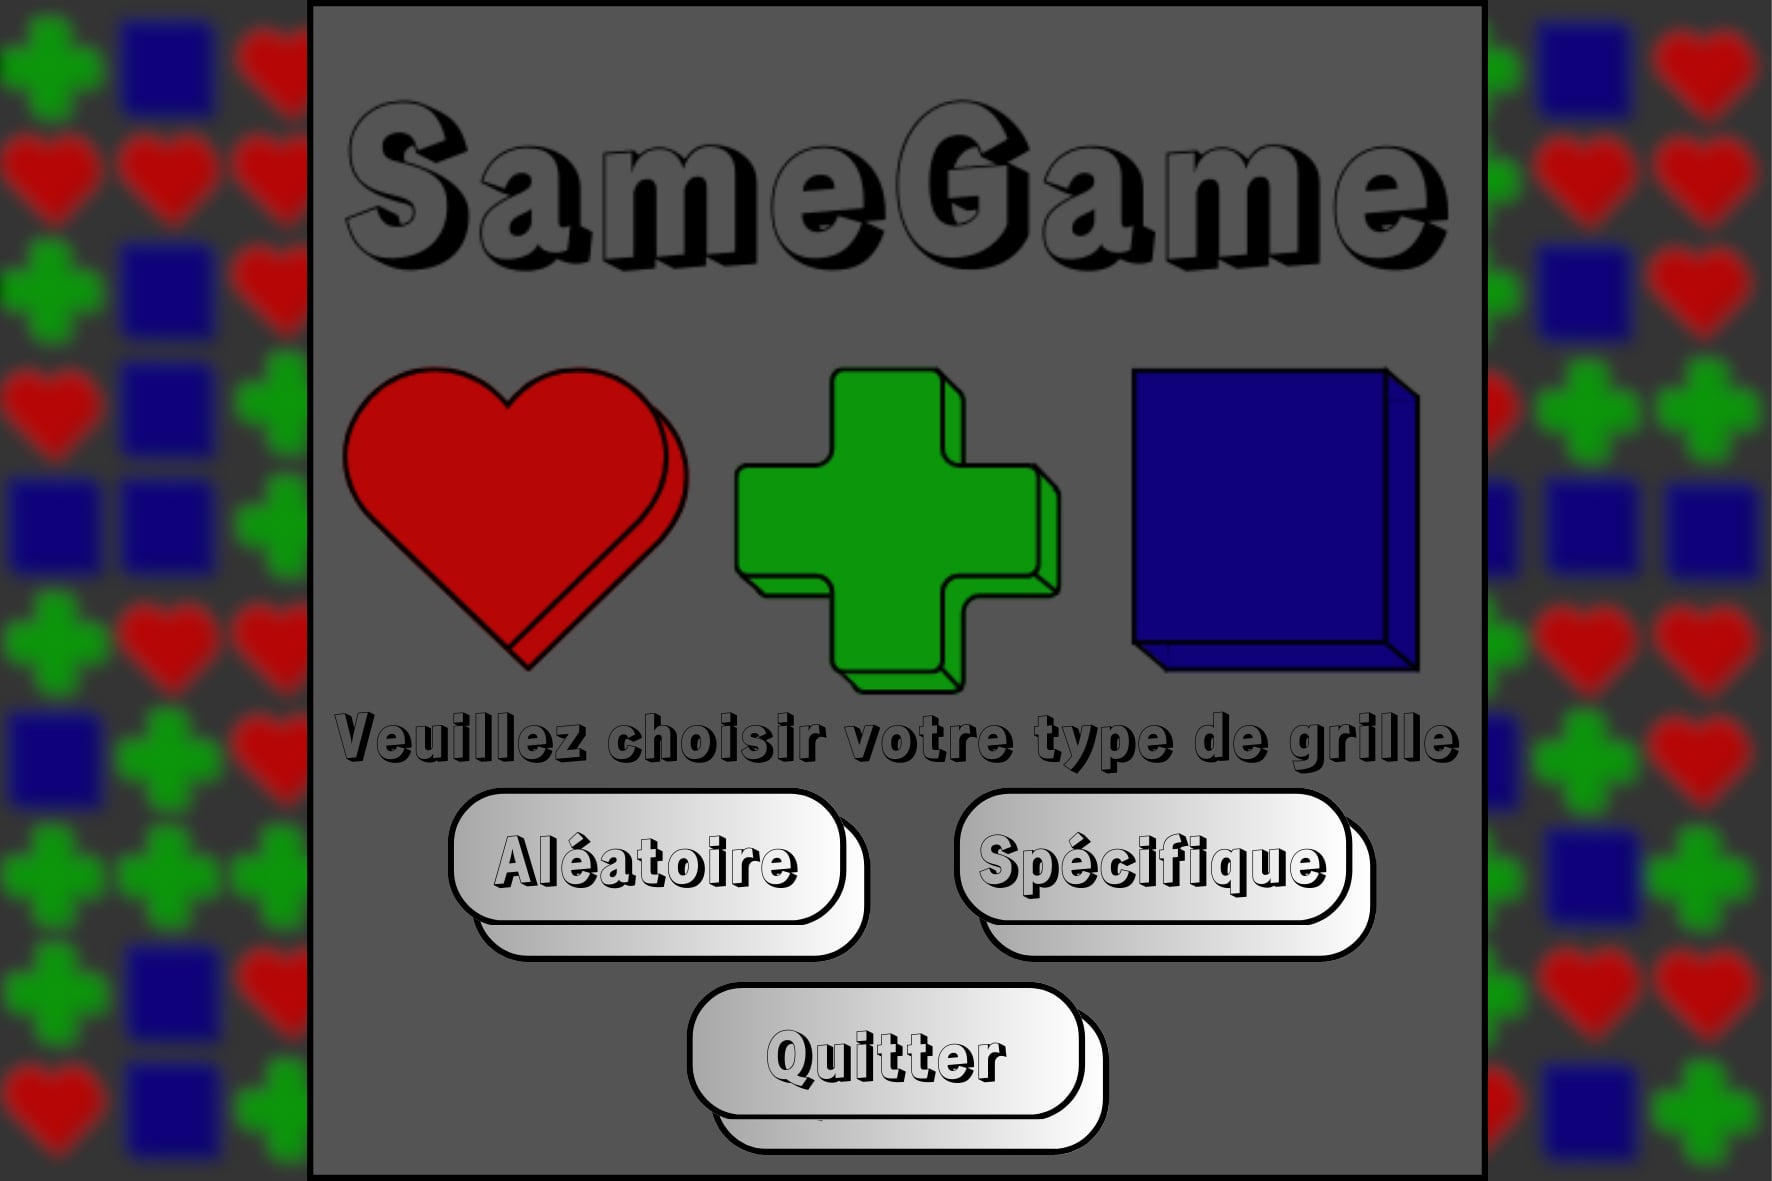 SameGame
Veuillez choisir votre type de grille
Aléatoire
Spécifique
Quitter